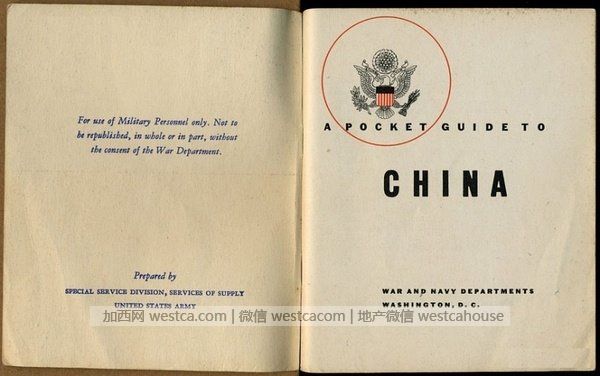 For use of Military Personnel only. Not to
be republished, in whole or in part, without
the consent of the War Department.
Prepared by
SPECIAL SERVICE DIVISION, SERVICES OF SUPPLY
UNITED STATES ARMY
A POCKET GUIDE TO
CHINA
WAR AND NAVY DEPARTMENTS
WASHINGTON, D. C.
加西网 westca.com | 微信 westcacom | 地产微信 westcahouse